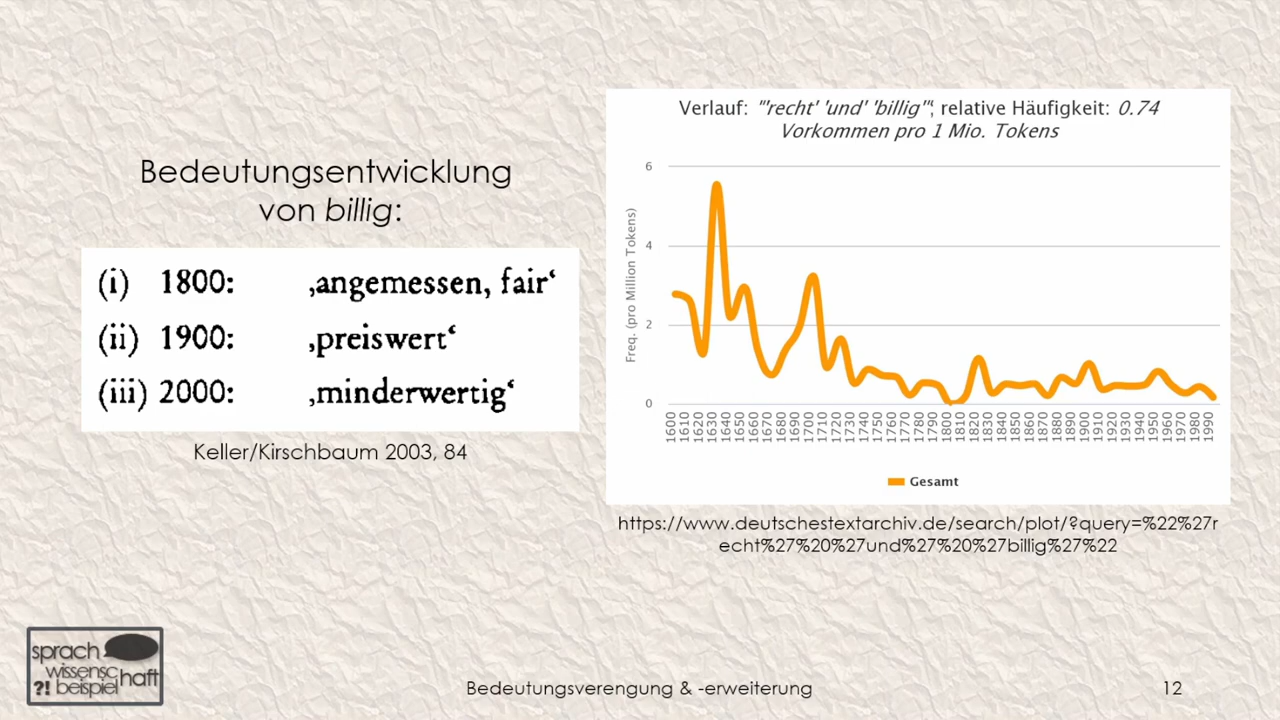 Bedeutungsentwicklung
von billig:
(i) 1800: ‚angemessen, fair‘
(ii) 1900: ‚preiswert‘
(iii) 2000: ‚minderwertig‘
Keller/Kirschbaum 2003, 84
Verlauf: "'recht' 'und' 'billig'", relative Häufigkeit: 0.74
Vorkommen pro 1 Mio. Tokens
Freq. (pro Million Tokens)
6
4
2
0
1600 1610 1620 1630 1640 1650 1660 1670 1680 1690 1700 1710 1720 1730 1740 1750 1760 1770 1780 1790 1800 1810 1820 1830 1840 1850 1860 1870 1880 1890 1900 1910 1920 1930 1940 1950 1960 1970 1980 1990
Gesamt
https://www.deutschestextarchiv.de/search/plot/?query=%22%27r
echt%27%20%27und%27%20%27billig%27%22
sprach
wissensc
haft
?! beispiel
Bedeutungsverengung & -erweiterung
12